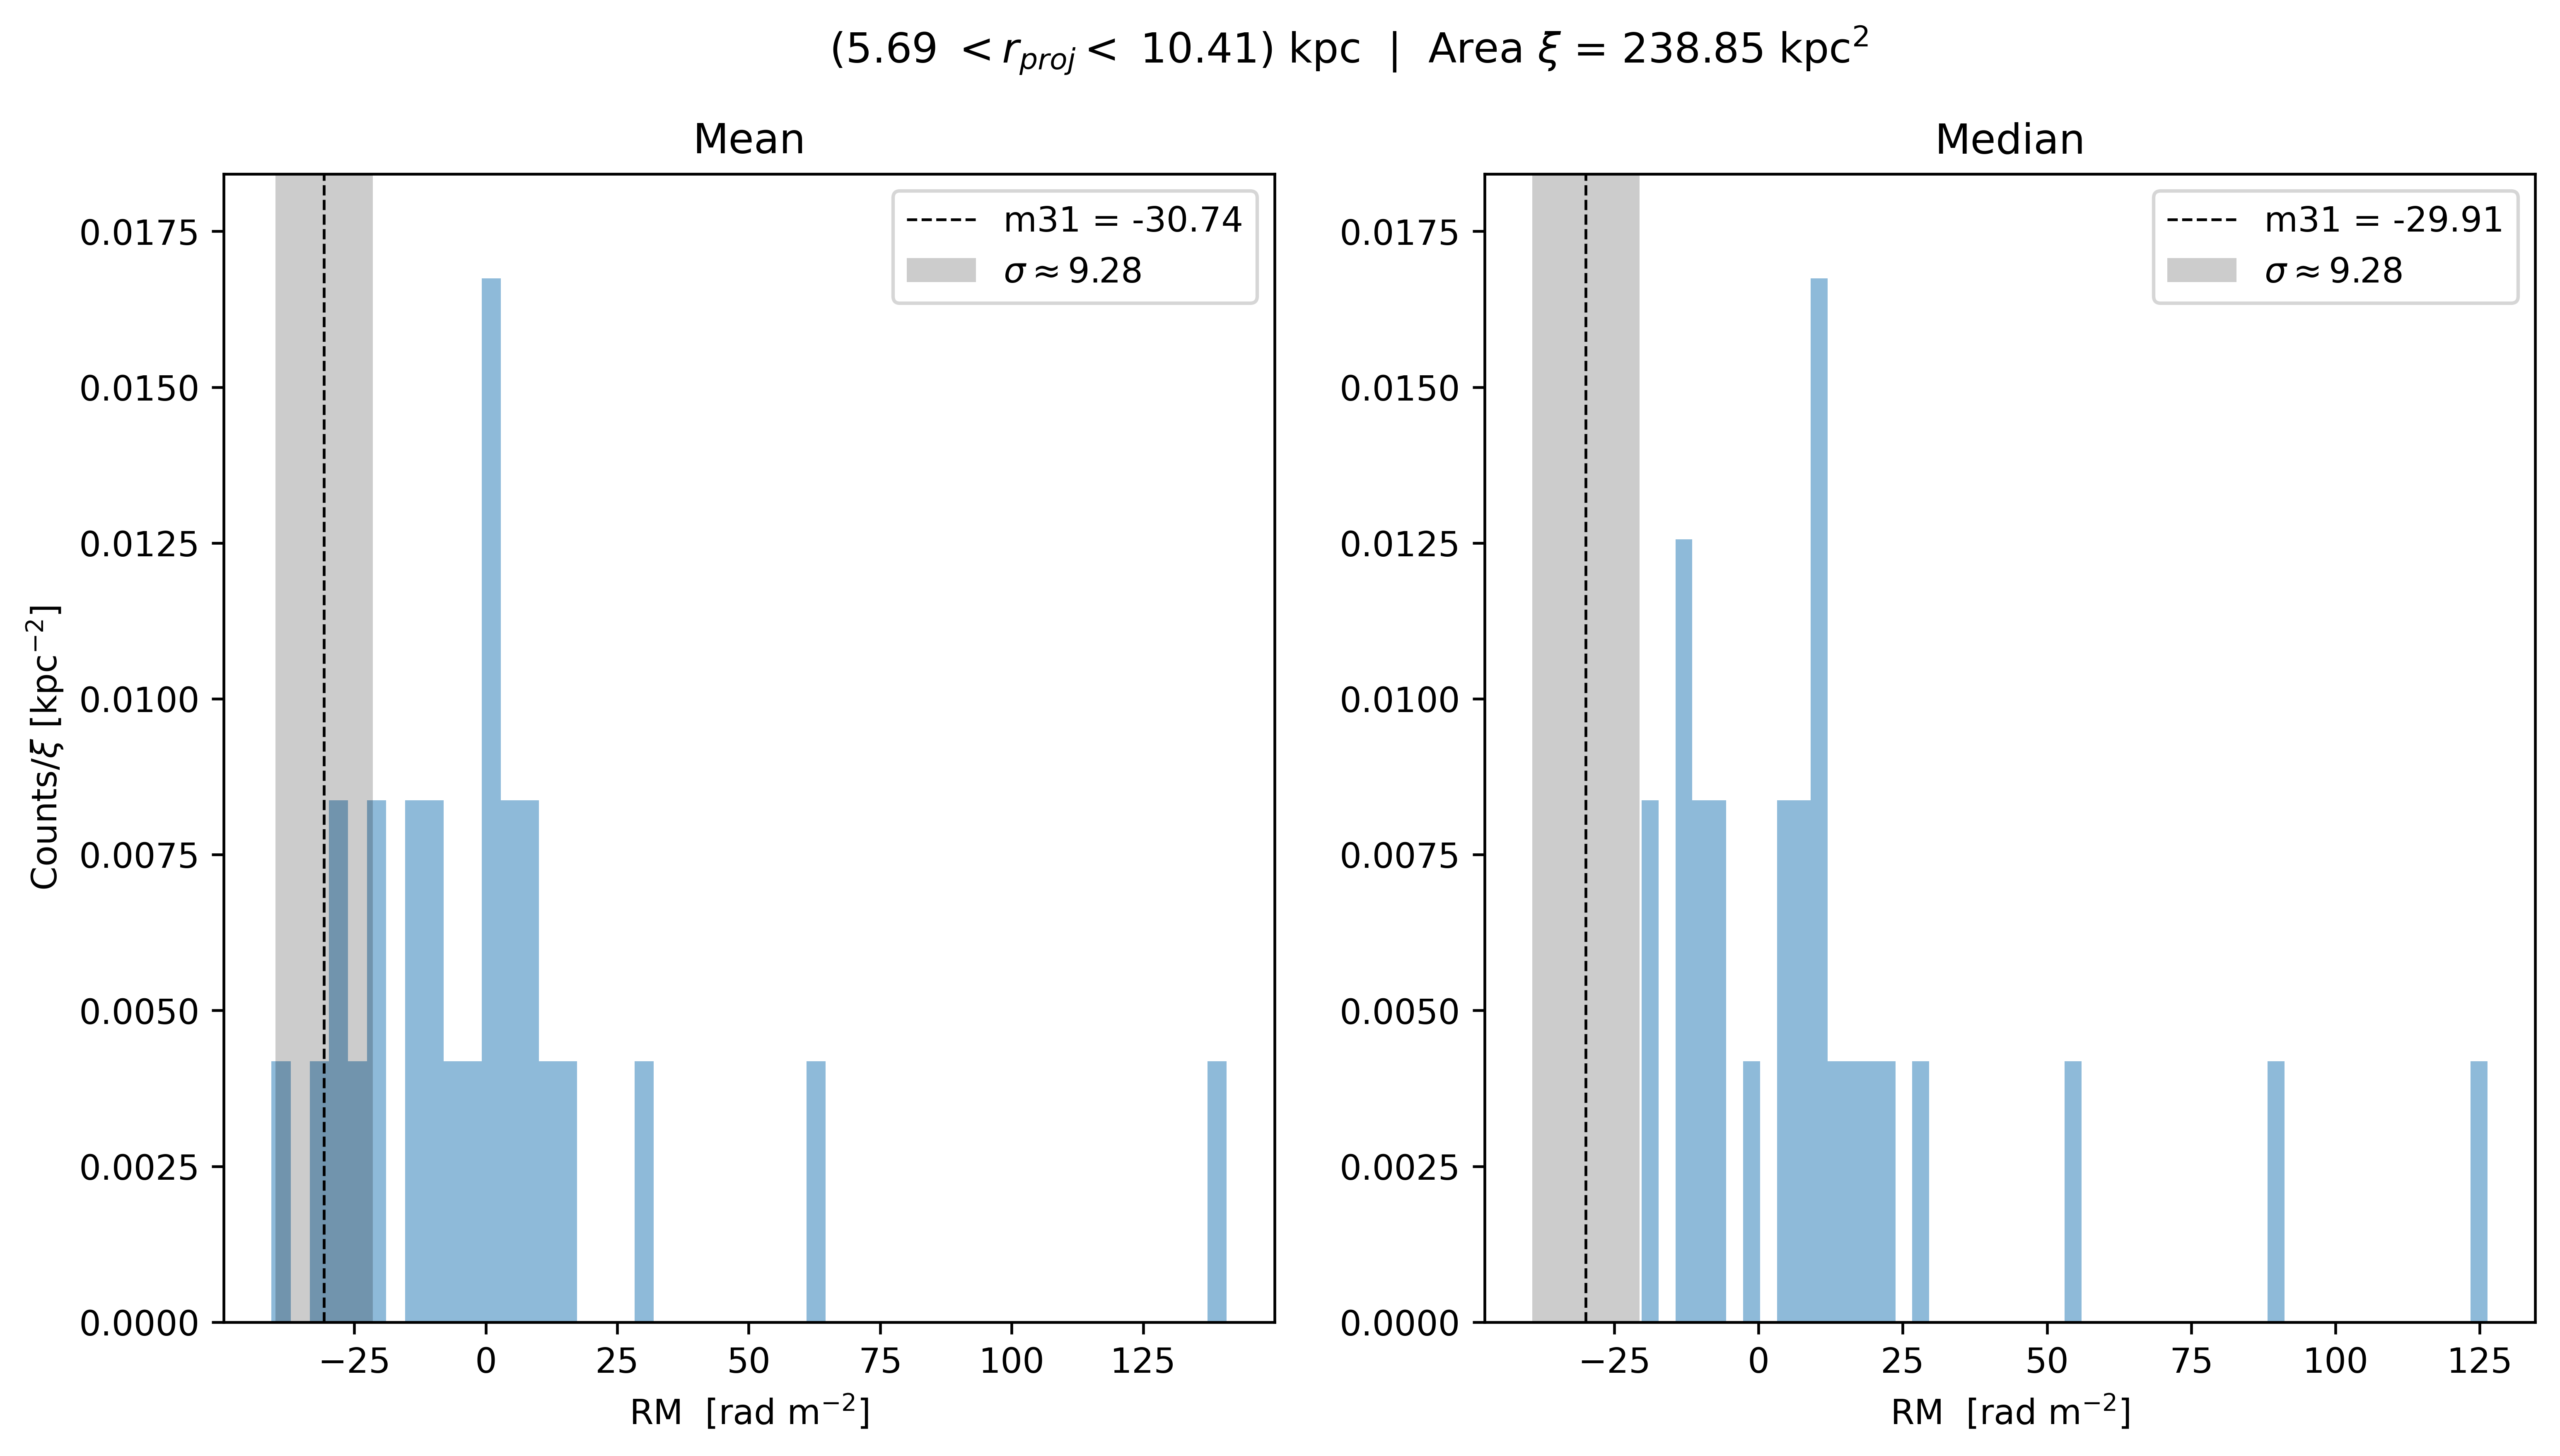 (5.69 < r_proj < 10.41) kpc | Area ξ = 238.85 kpc²
Mean
m31 = -30.74
σ ≈ 9.28
0.0175
0.0150
0.0125
0.0100
0.0075
0.0050
0.0025
0.0000
Counts/ξ [kpc⁻²]
−25 0 25 50 75 100 125
RM [rad m⁻²]
Median
m31 = -29.91
σ ≈ 9.28
0.0175
0.0150
0.0125
0.0100
0.0075
0.0050
0.0025
0.0000
−25 0 25 50 75 100 125
RM [rad m⁻²]